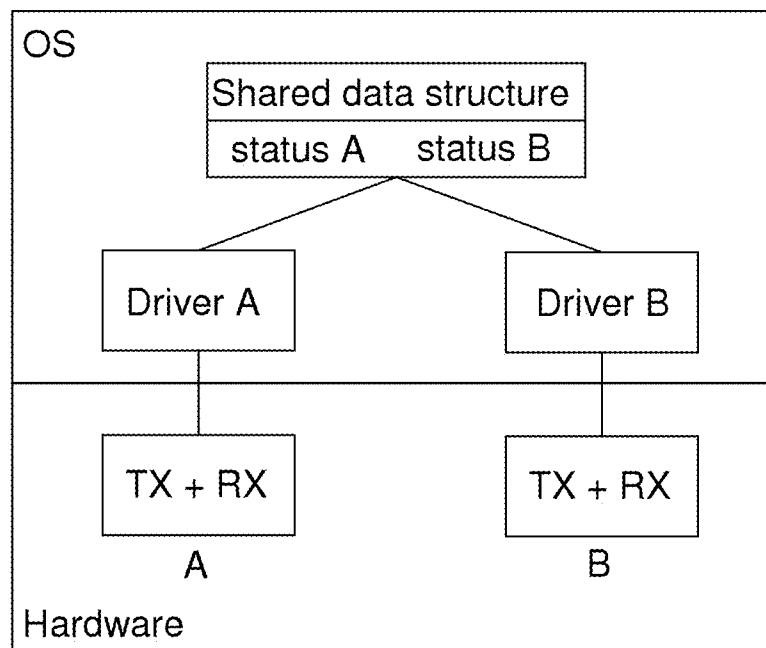 OS
Shared data structure
status A status B
Driver A Driver B
TX + RX TX + RX
A B
Hardware